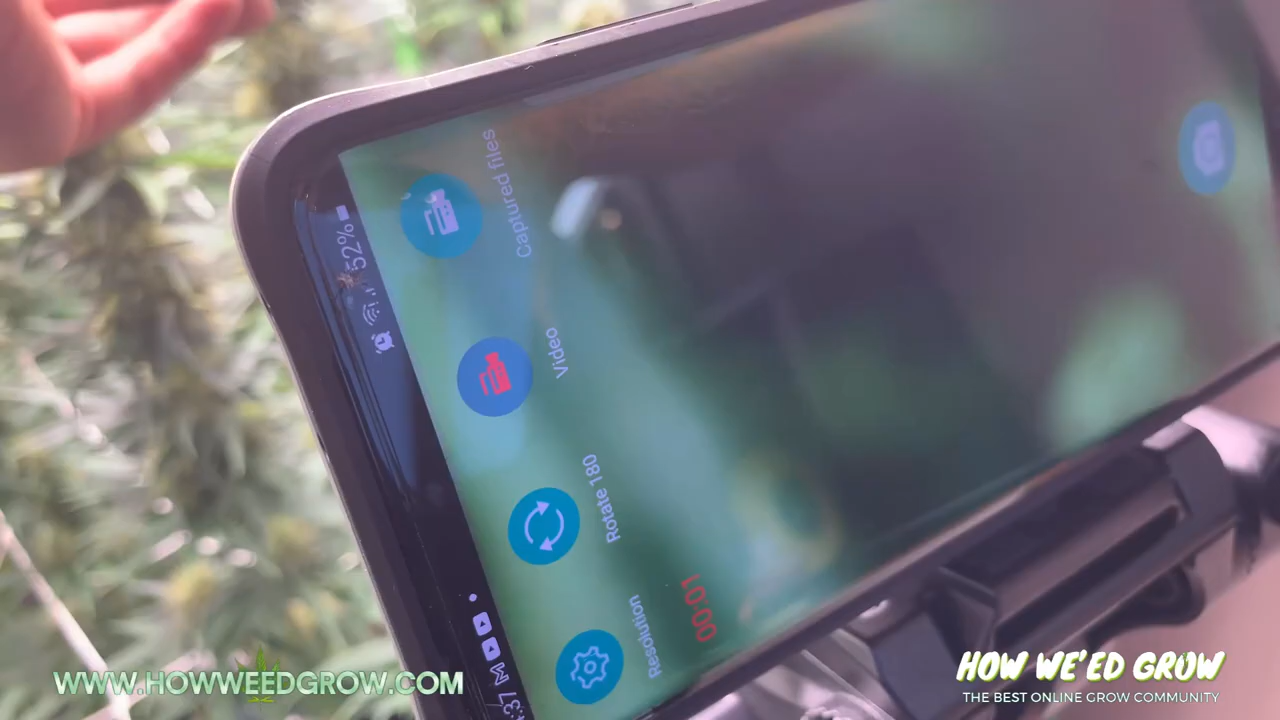 52%
Captured files
Video
Rotate 180
Resolution
00:01
:37
WWW.HOWWEEDGROW.COM
HOW WE'ED GROW
THE BEST ONLINE GROW COMMUNITY